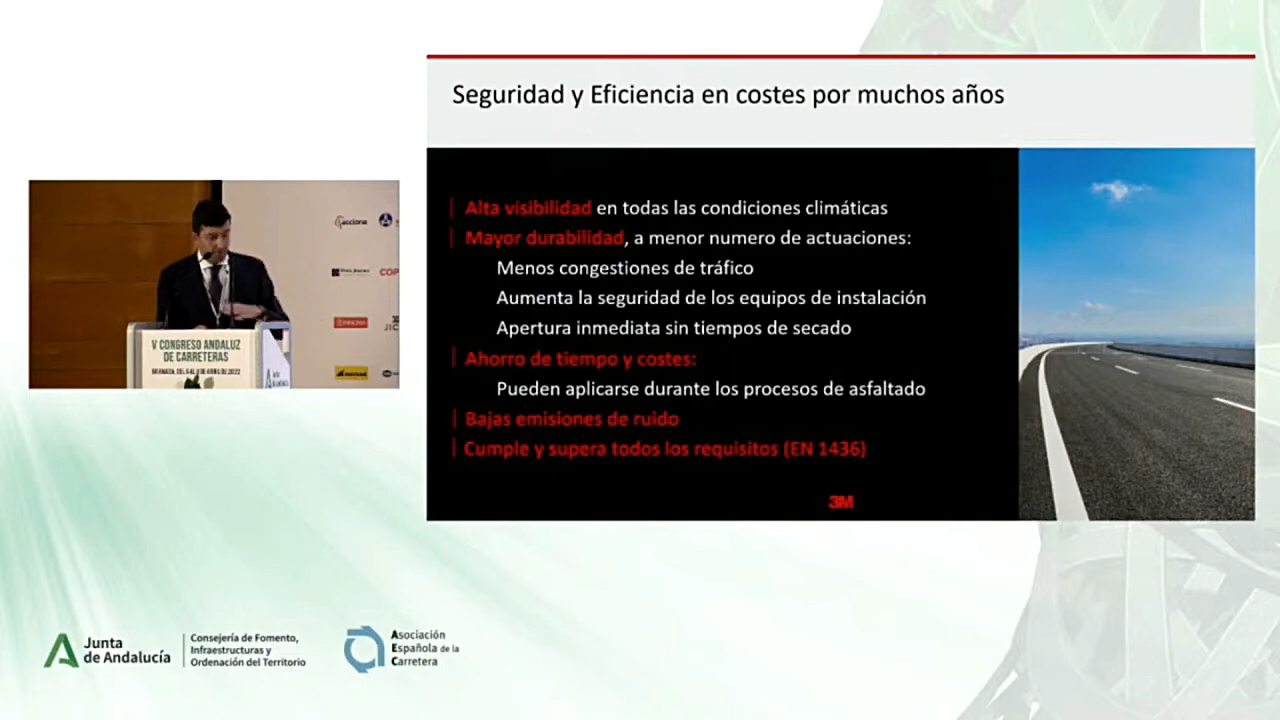 Seguridad y Eficiencia en costes por muchos años
Alta visibilidad en todas las condiciones climáticas
Mayor durabilidad, a menor numero de actuaciones:
Menos congestiones de tráfico
Aumenta la seguridad de los equipos de instalación
Apertura inmediata sin tiempos de secado
Ahorro de tiempo y costes:
Pueden aplicarse durante los procesos de asfaltado
Bajas emisiones de ruido
Cumple y supera todos los requisitos (EN 1436)
3M
acciona
V CONGRESO ANDALUZ
DE CARRETERAS
Junta
de Andalucía
Consejería de Fomento,
Infraestructuras y
Ordenación del Territorio
Asociación
Española de la
Carretera